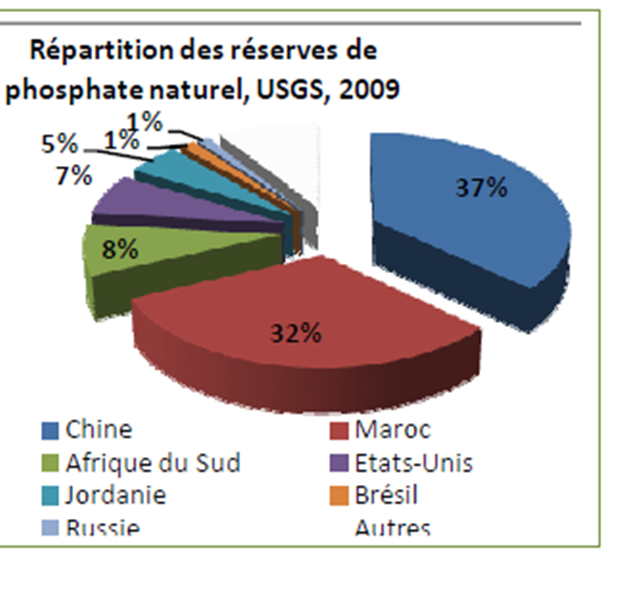 Répartition des réserves de
phosphate naturel, USGS, 2009
1%
5%
1%
7%
37%
8%
32%
Chine
Maroc
Afrique du Sud
Etats-Unis
Jordanie
Brésil
Russie
Autres